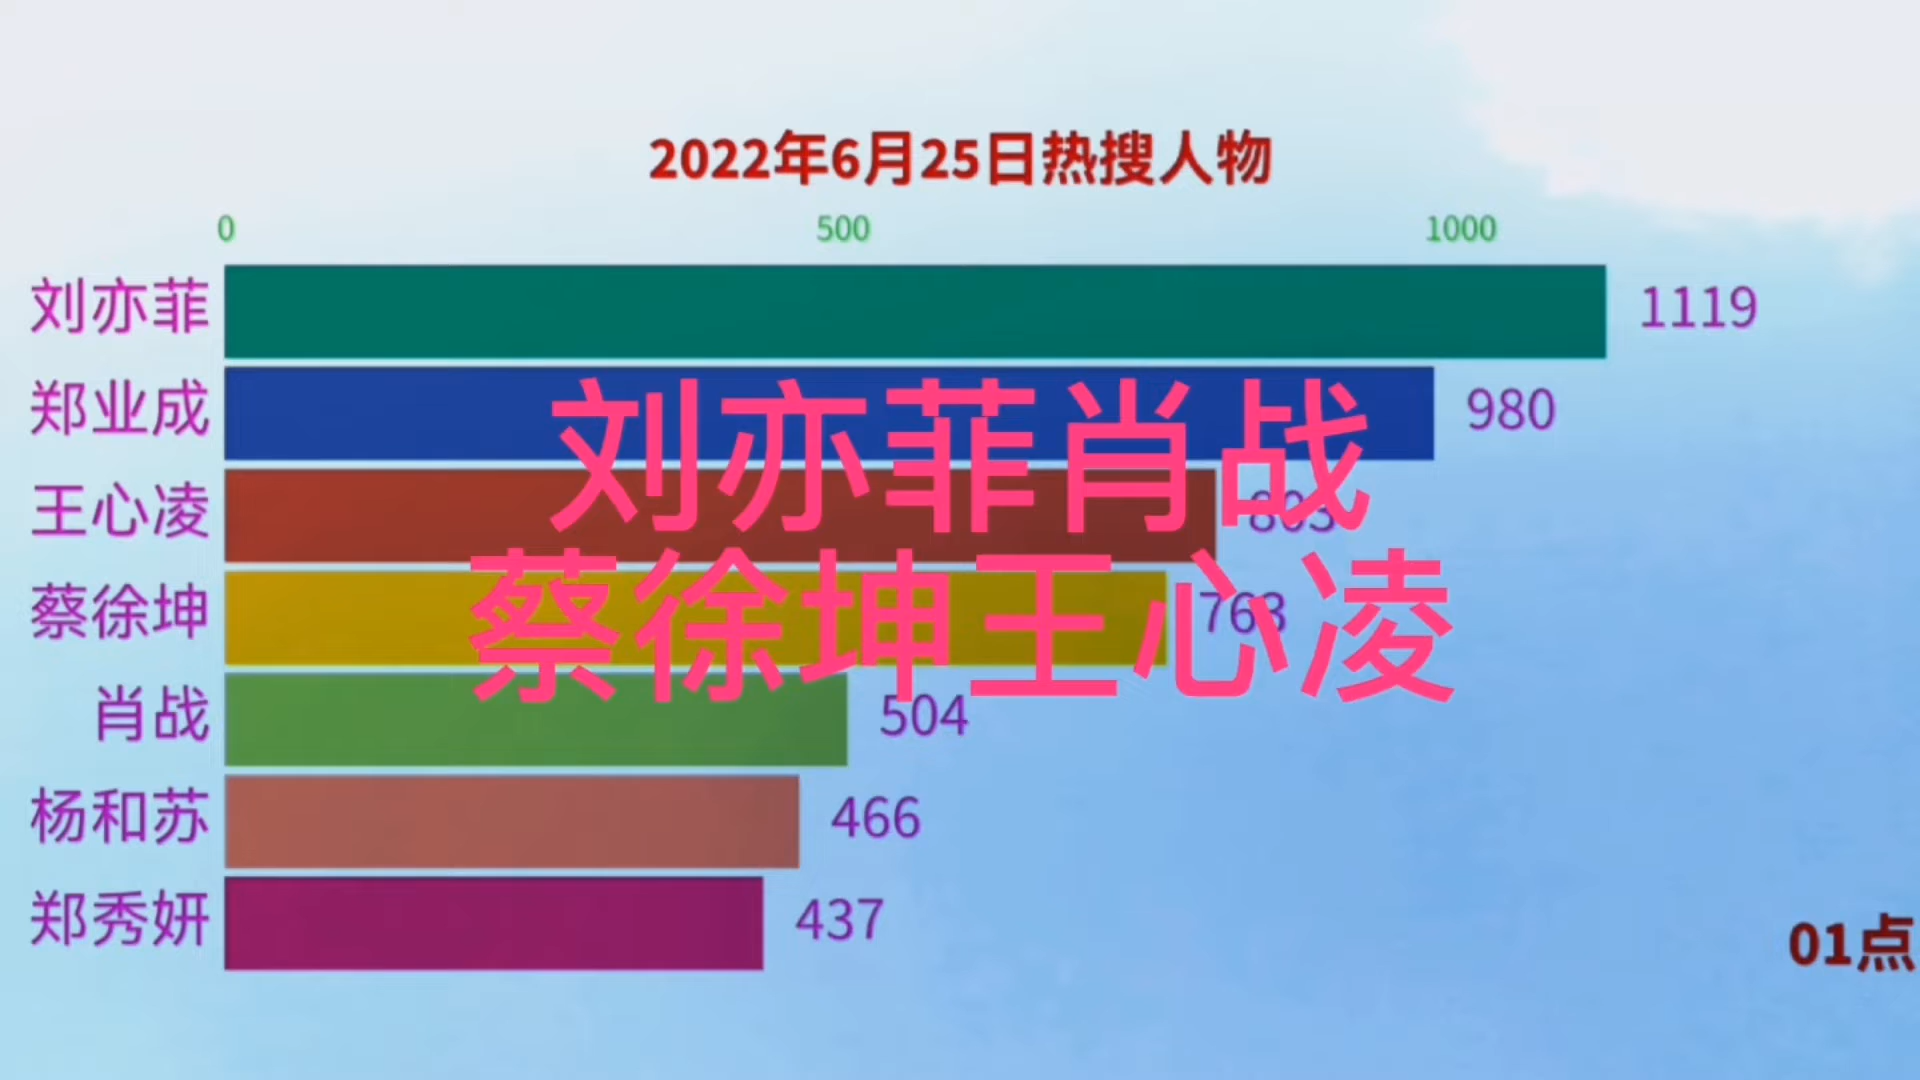 2022年6月25日热搜人物
0 500 1000
刘亦菲 1119
郑业成 980
王心凌 803
蔡徐坤 763
肖战 504
杨和苏 466
郑秀妍 437
刘亦菲肖战
蔡徐坤王心凌
01点